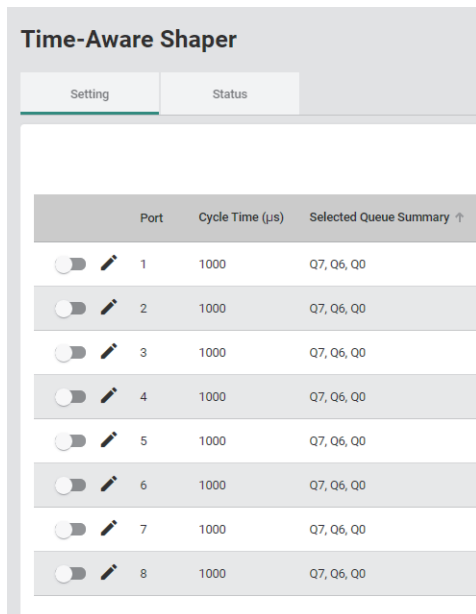 Time-Aware Shaper
Setting Status
Port Cycle Time (μs) Selected Queue Summary ↑
1 1000 Q7, Q6, Q0
2 1000 Q7, Q6, Q0
3 1000 Q7, Q6, Q0
4 1000 Q7, Q6, Q0
5 1000 Q7, Q6, Q0
6 1000 Q7, Q6, Q0
7 1000 Q7, Q6, Q0
8 1000 Q7, Q6, Q0